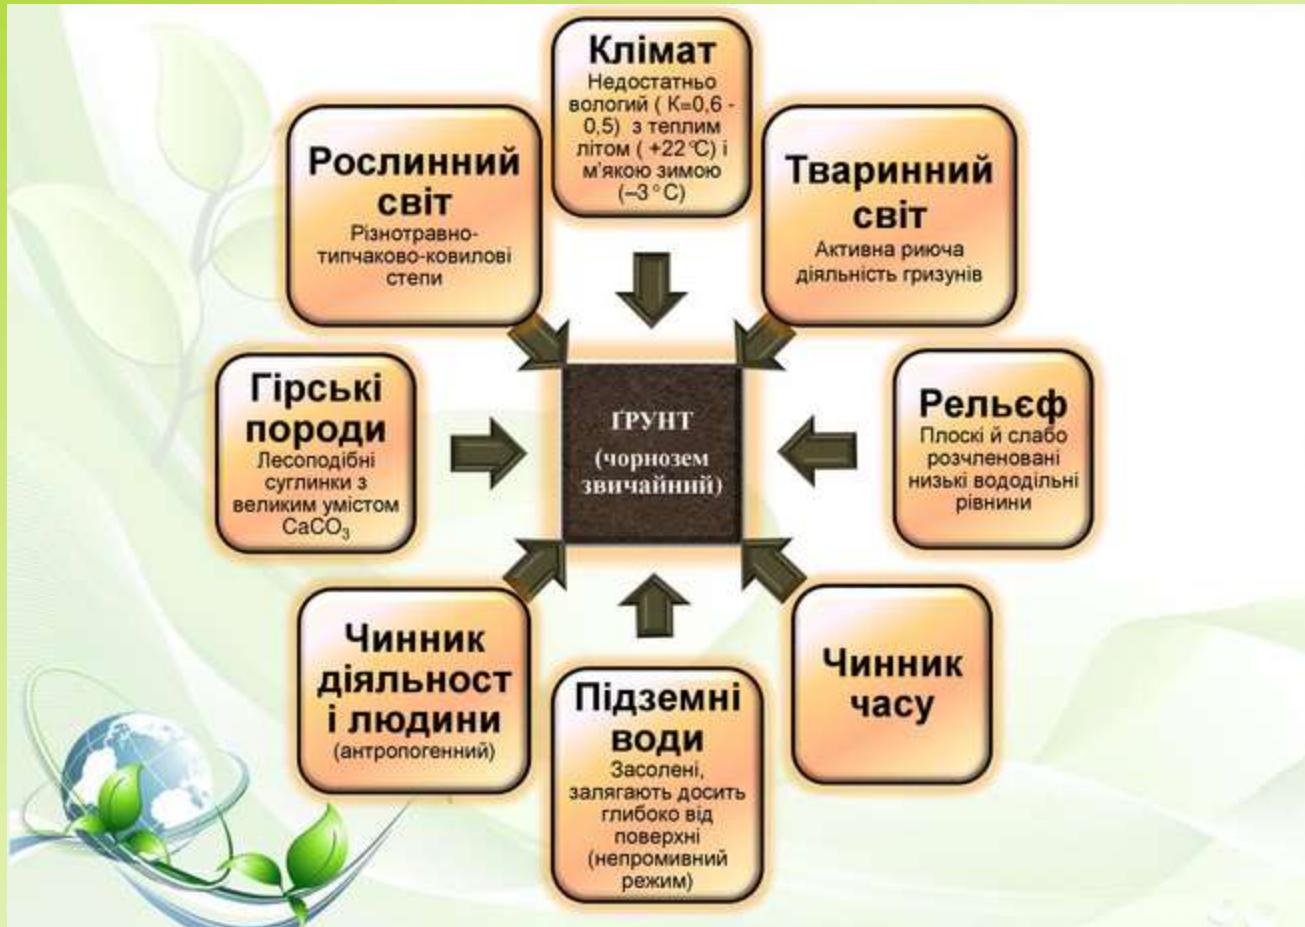 Клімат
Недостатньо
вологий ( К=0,6 -
0,5) з теплим
літом ( +22 °С) і
м’якою зимою
(–3 ° С)
Рослинний
світ
Різнотравно-
типчаково-ковилові
степи
Тваринний
світ
Активна риюча
діяльність гризунів
Гірські
породи
Лесоподібні
суглинки з
великим умістом
CaCO₃
ҐРУНТ
(чорнозем
звичайний)
Рельєф
Плоскі й слабо
розчленовані
низькі вододільні
рівнини
Чинник
діяльност
і людини
(антропогенний)
Підземні
води
Засолені,
залягають досить
глибоко від
поверхні
(непромивний
режим)
Чинник
часу